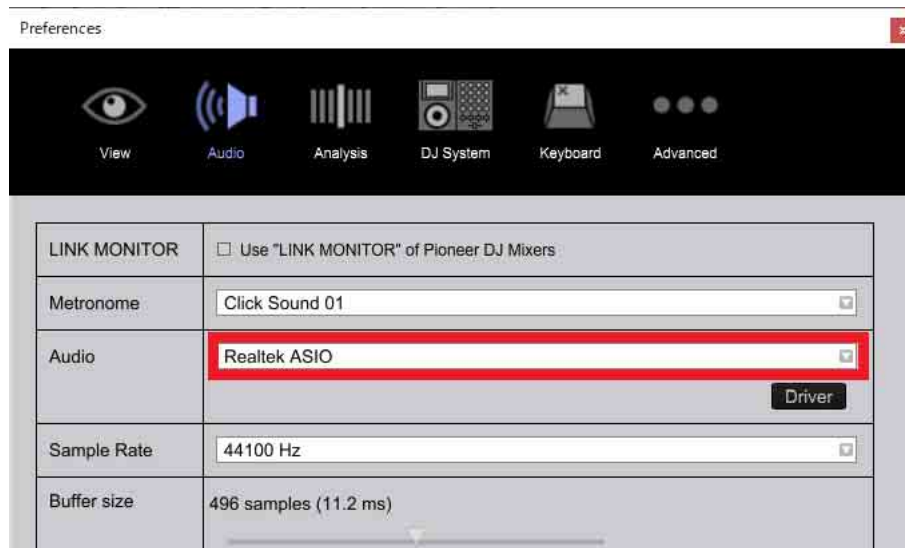 Preferences
View
Audio
Analysis
DJ System
Keyboard
Advanced
LINK MONITOR
Use "LINK MONITOR" of Pioneer DJ Mixers
Metronome
Click Sound 01
Audio
Realtek ASIO
Driver
Sample Rate
44100 Hz
Buffer size
496 samples (11.2 ms)